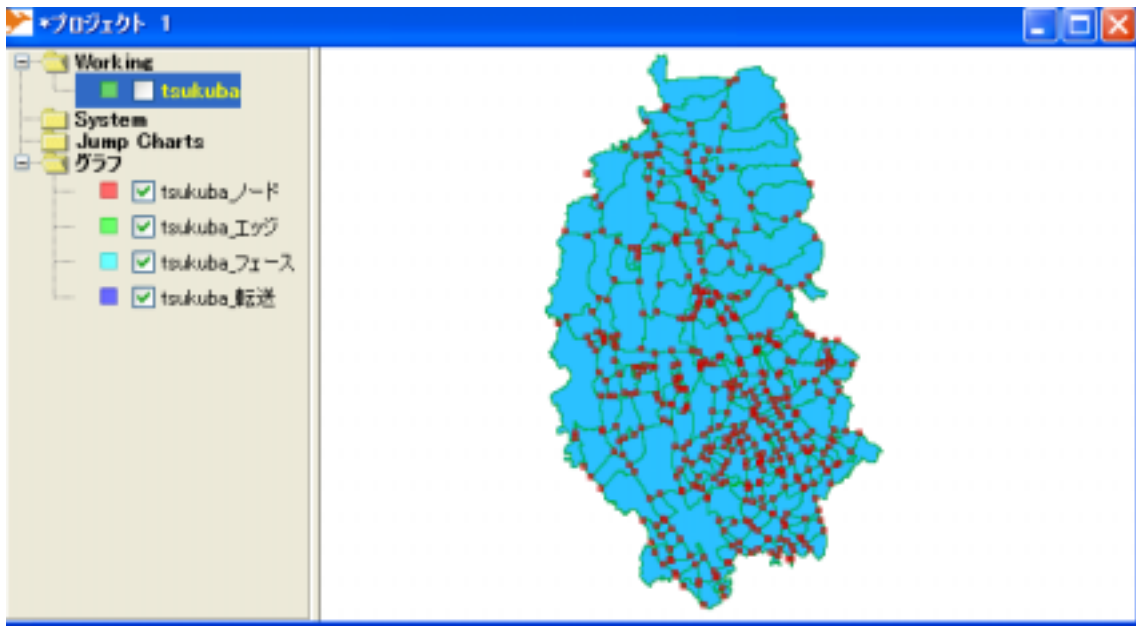 *プロジェクト 1
Working
tsukuba
System
Jump Charts
グラフ
tsukuba_ノード
tsukuba_エッジ
tsukuba_フェース
tsukuba_転送